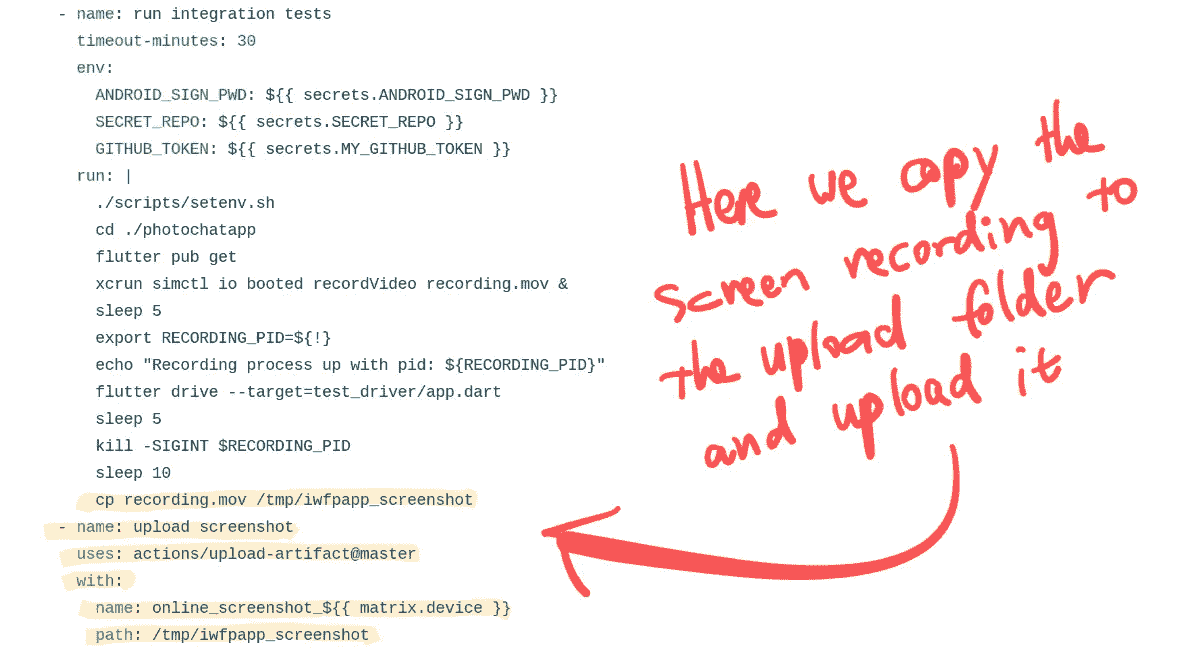 - name: run integration tests
timeout-minutes: 30
env:
ANDROID_SIGN_PWD: ${{ secrets.ANDROID_SIGN_PWD }}
SECRET_REPO: ${{ secrets.SECRET_REPO }}
GITHUB_TOKEN: ${{ secrets.MY_GITHUB_TOKEN }}
run: |
./scripts/setenv.sh
cd ./photochatapp
flutter pub get
xcrun simctl io booted recordVideo recording.mov &
sleep 5
export RECORDING_PID=${!}
echo "Recording process up with pid: ${RECORDING_PID}"
flutter drive --target=test_driver/app.dart
sleep 5
kill -SIGINT $RECORDING_PID
sleep 10
cp recording.mov /tmp/iwfpapp_screenshot
- name: upload screenshot
uses: actions/upload-artifact@master
with:
name: online_screenshot_${{ matrix.device }}
path: /tmp/iwfpapp_screenshot
Here we copy the
screen recording to
the upload folder
and upload it